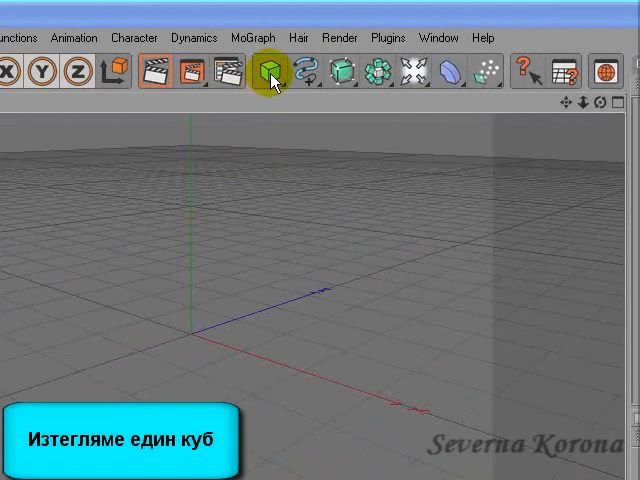 unctions Animation Character Dynamics MoGraph Hair Render Plugins Window Help
X Y Z
Изтегляме един куб
Severna Korona